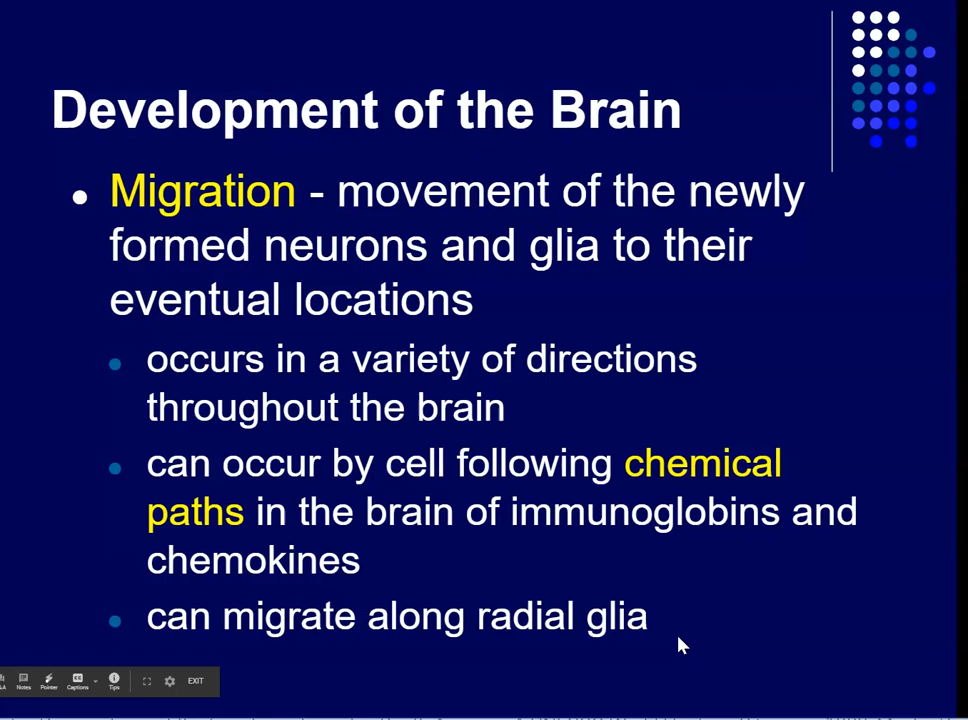 Development of the Brain
Migration - movement of the newly
formed neurons and glia to their
eventual locations
occurs in a variety of directions
throughout the brain
can occur by cell following chemical
paths in the brain of immunoglobins and
chemokines
can migrate along radial glia
Notes Pointer Captions Tips EXIT